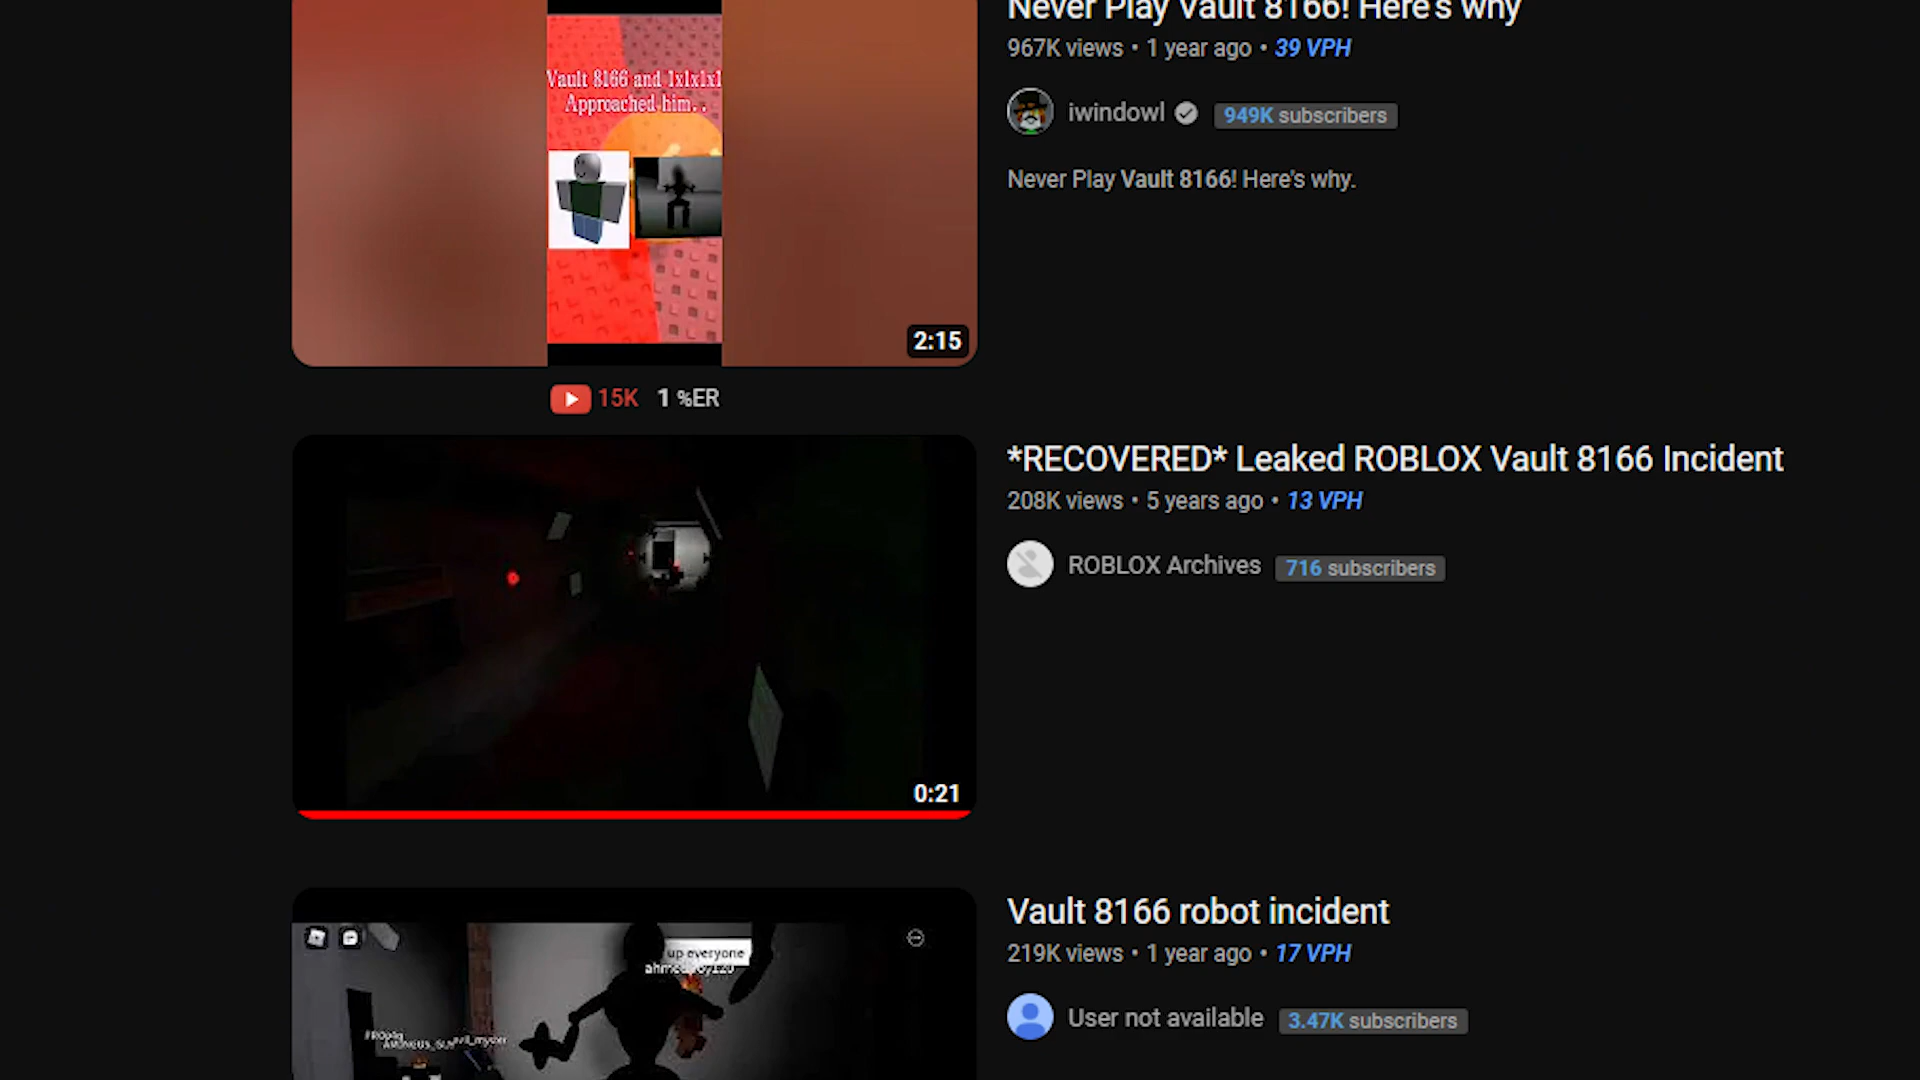 Never Play Vault 8166! Here's why
967K views • 1 year ago • 39 VPH
iwindowl
949K subscribers
Never Play Vault 8166! Here's why.
Vault 8166 and 1x1x1x1
Approached him..
2:15
15K 1 %ER
*RECOVERED* Leaked ROBLOX Vault 8166 Incident
208K views • 5 years ago • 13 VPH
ROBLOX Archives
716 subscribers
0:21
Vault 8166 robot incident
219K views • 1 year ago • 17 VPH
User not available
3.47K subscribers
up everyone